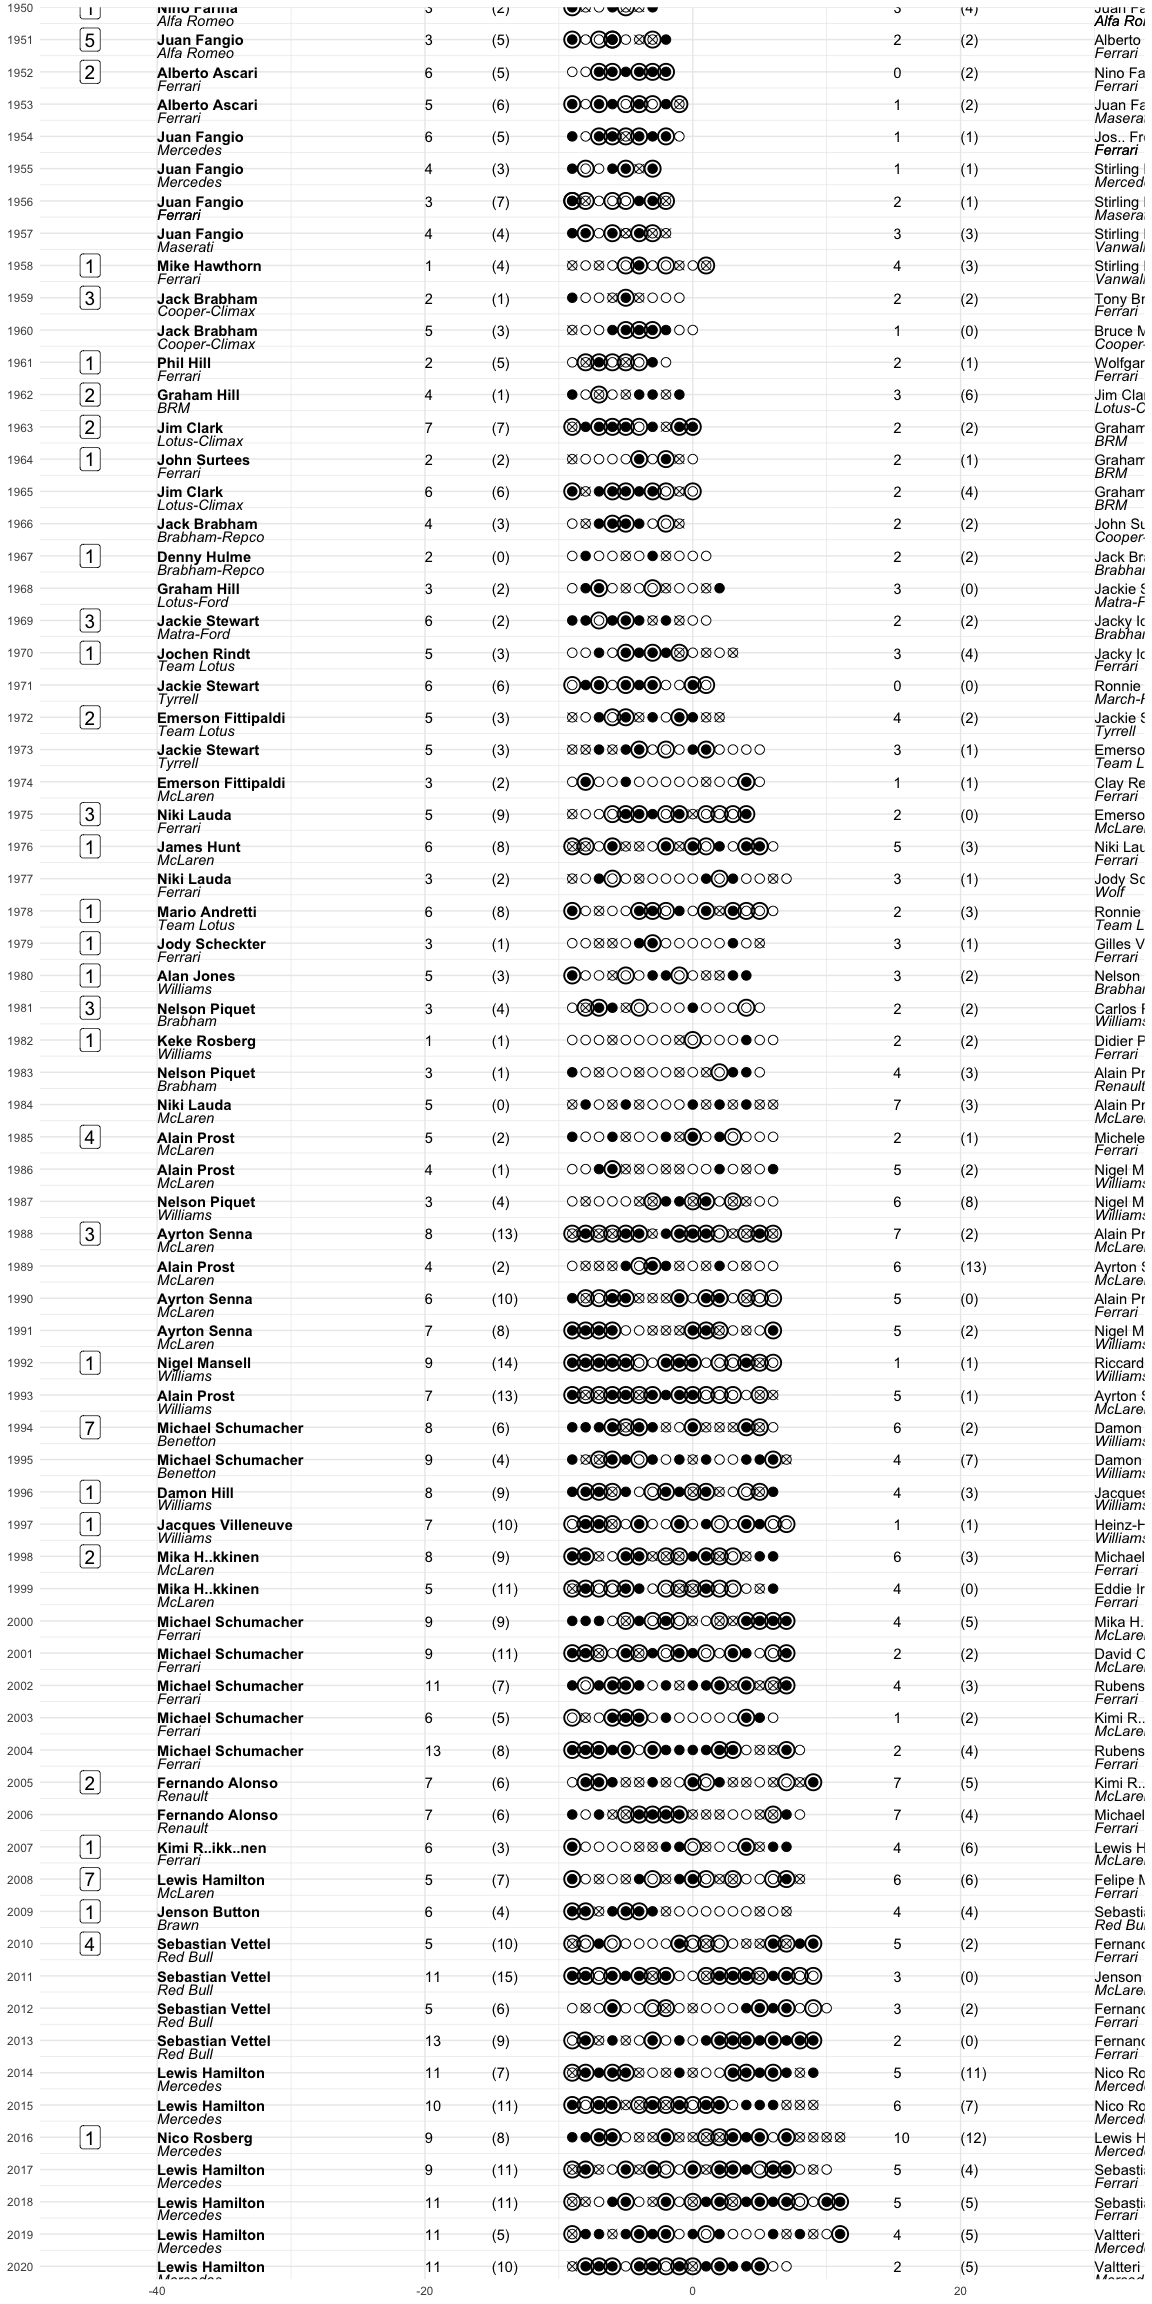 1950 1 Nino Farina 3 (2) 3 (4) Juan Fa
Alfa Romeo Alfa Ror
1951 5 Juan Fangio 3 (5) 2 (2) Alberto
Alfa Romeo Ferrari
1952 2 Alberto Ascari 6 (5) 0 (2) Nino Fa
Ferrari Ferrari
1953 Alberto Ascari 5 (6) 1 (2) Juan Fa
Ferrari Masera
1954 Juan Fangio 6 (5) 1 (1) Jos.. Fr
Mercedes Ferrari
1955 Juan Fangio 4 (3) 1 (1) Stirling
Mercedes Merced
1956 Juan Fangio 3 (7) 2 (1) Stirling
Ferrari Masera
1957 Juan Fangio 4 (4) 3 (3) Stirling
Maserati Vanwal
1958 1 Mike Hawthorn 1 (4) 4 (3) Stirling
Ferrari Vanwal
1959 3 Jack Brabham 2 (1) 2 (2) Tony Br
Cooper-Climax Ferrari
1960 Jack Brabham 5 (3) 1 (0) Bruce M
Cooper-Climax Cooper-
1961 1 Phil Hill 2 (5) 2 (1) Wolfgar
Ferrari Ferrari
1962 2 Graham Hill 4 (1) 3 (6) Jim Cla
BRM Lotus-C
1963 2 Jim Clark 7 (7) 2 (2) Graham
Lotus-Climax BRM
1964 1 John Surtees 2 (2) 2 (1) Graham
Ferrari BRM
1965 Jim Clark 6 (6) 2 (4) Graham
Lotus-Climax BRM
1966 Jack Brabham 4 (3) 2 (2) John Su
Brabham-Repco Cooper-
1967 1 Denny Hulme 2 (0) 2 (2) Jack Br
Brabham-Repco Brabha
1968 Graham Hill 3 (2) 3 (0) Jackie S
Lotus-Ford Matra-F
1969 3 Jackie Stewart 6 (2) 2 (2) Jacky Ic
Matra-Ford Brabha
1970 1 Jochen Rindt 5 (3) 3 (4) Jacky Ic
Team Lotus Ferrari
1971 Jackie Stewart 6 (6) 0 (0) Ronnie
Tyrrell March-F
1972 2 Emerson Fittipaldi 5 (3) 4 (2) Jackie S
Team Lotus Tyrrell
1973 Jackie Stewart 5 (3) 3 (1) Emerso
Tyrrell Team L
1974 Emerson Fittipaldi 3 (2) 1 (1) Clay Re
McLaren Ferrari
1975 3 Niki Lauda 5 (9) 2 (0) Emerso
Ferrari McLare
1976 1 James Hunt 6 (8) 5 (3) Niki Lau
McLaren Ferrari
1977 Niki Lauda 3 (2) 3 (1) Jody Sc
Ferrari Wolf
1978 1 Mario Andretti 6 (8) 2 (3) Ronnie
Team Lotus Team L
1979 1 Jody Scheckter 3 (1) 3 (1) Gilles V
Ferrari Ferrari
1980 1 Alan Jones 5 (3) 3 (2) Nelson
Williams Brabha
1981 3 Nelson Piquet 3 (4) 2 (2) Carlos F
Brabham Williams
1982 1 Keke Rosberg 1 (1) 2 (2) Didier P
Williams Ferrari
1983 Nelson Piquet 3 (1) 4 (3) Alain Pr
Brabham Renault
1984 Niki Lauda 5 (0) 7 (3) Alain Pr
McLaren McLare
1985 4 Alain Prost 5 (2) 2 (1) Michele
McLaren Ferrari
1986 Alain Prost 4 (1) 5 (2) Nigel M
McLaren Williams
1987 Nelson Piquet 3 (4) 6 (8) Nigel M
Williams Williams
1988 3 Ayrton Senna 8 (13) 7 (2) Alain Pr
McLaren McLare
1989 Alain Prost 4 (2) 6 (13) Ayrton S
McLaren McLare
1990 Ayrton Senna 6 (10) 5 (0) Alain Pr
McLaren Ferrari
1991 Ayrton Senna 7 (8) 5 (2) Nigel M
McLaren Williams
1992 1 Nigel Mansell 9 (14) 1 (1) Riccard
Williams Williams
1993 Alain Prost 7 (13) 5 (1) Ayrton S
Williams McLare
1994 7 Michael Schumacher 8 (6) 6 (2) Damon
Benetton Williams
1995 Michael Schumacher 9 (4) 4 (7) Damon
Benetton Williams
1996 1 Damon Hill 8 (9) 4 (3) Jacques
Williams Williams
1997 1 Jacques Villeneuve 7 (10) 1 (1) Heinz-H
Williams Williams
1998 2 Mika H..kkinen 8 (9) 6 (3) Michael
McLaren Ferrari
1999 Mika H..kkinen 5 (11) 4 (0) Eddie Ir
McLaren Ferrari
2000 Michael Schumacher 9 (9) 4 (5) Mika H.
Ferrari McLare
2001 Michael Schumacher 9 (11) 2 (2) David C
Ferrari McLare
2002 Michael Schumacher 11 (7) 4 (3) Rubens
Ferrari Ferrari
2003 Michael Schumacher 6 (5) 1 (2) Kimi R..
Ferrari McLare
2004 Michael Schumacher 13 (8) 2 (4) Rubens
Ferrari Ferrari
2005 2 Fernando Alonso 7 (6) 7 (5) Kimi R..
Renault McLare
2006 Fernando Alonso 7 (6) 7 (4) Michael
Renault Ferrari
2007 1 Kimi R..ikk..nen 6 (3) 4 (6) Lewis H
Ferrari McLare
2008 7 Lewis Hamilton 5 (7) 6 (6) Felipe M
McLaren Ferrari
2009 1 Jenson Button 6 (4) 4 (4) Sebasti
Brawn Red Bu
2010 4 Sebastian Vettel 5 (10) 5 (2) Fernanc
Red Bull Ferrari
2011 Sebastian Vettel 11 (15) 3 (0) Jenson
Red Bull McLare
2012 Sebastian Vettel 5 (6) 3 (2) Fernanc
Red Bull Ferrari
2013 Sebastian Vettel 13 (9) 2 (0) Fernanc
Red Bull Ferrari
2014 Lewis Hamilton 11 (7) 5 (11) Nico Ro
Mercedes Merced
2015 Lewis Hamilton 10 (11) 6 (7) Nico Ro
Mercedes Merced
2016 1 Nico Rosberg 9 (8) 10 (12) Lewis H
Mercedes Merced
2017 Lewis Hamilton 9 (11) 5 (4) Sebasti
Mercedes Ferrari
2018 Lewis Hamilton 11 (11) 5 (5) Sebasti
Mercedes Ferrari
2019 Lewis Hamilton 11 (5) 4 (5) Valtteri
Mercedes Merced
2020 Lewis Hamilton 11 (10) 2 (5) Valtteri
Mercedes Merced
-40 -20 0 20